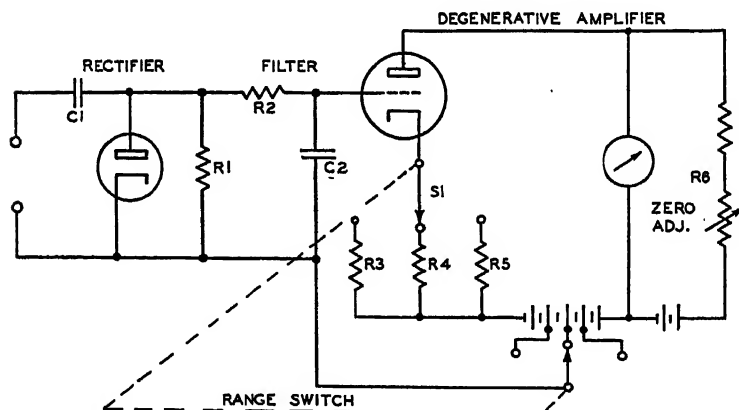 DEGENERATIVE AMPLIFIER
RECTIFIER
FILTER
C1
R2
R1
C2
S1
R3
R4
R5
R6
ZERO
ADJ.
RANGE SWITCH